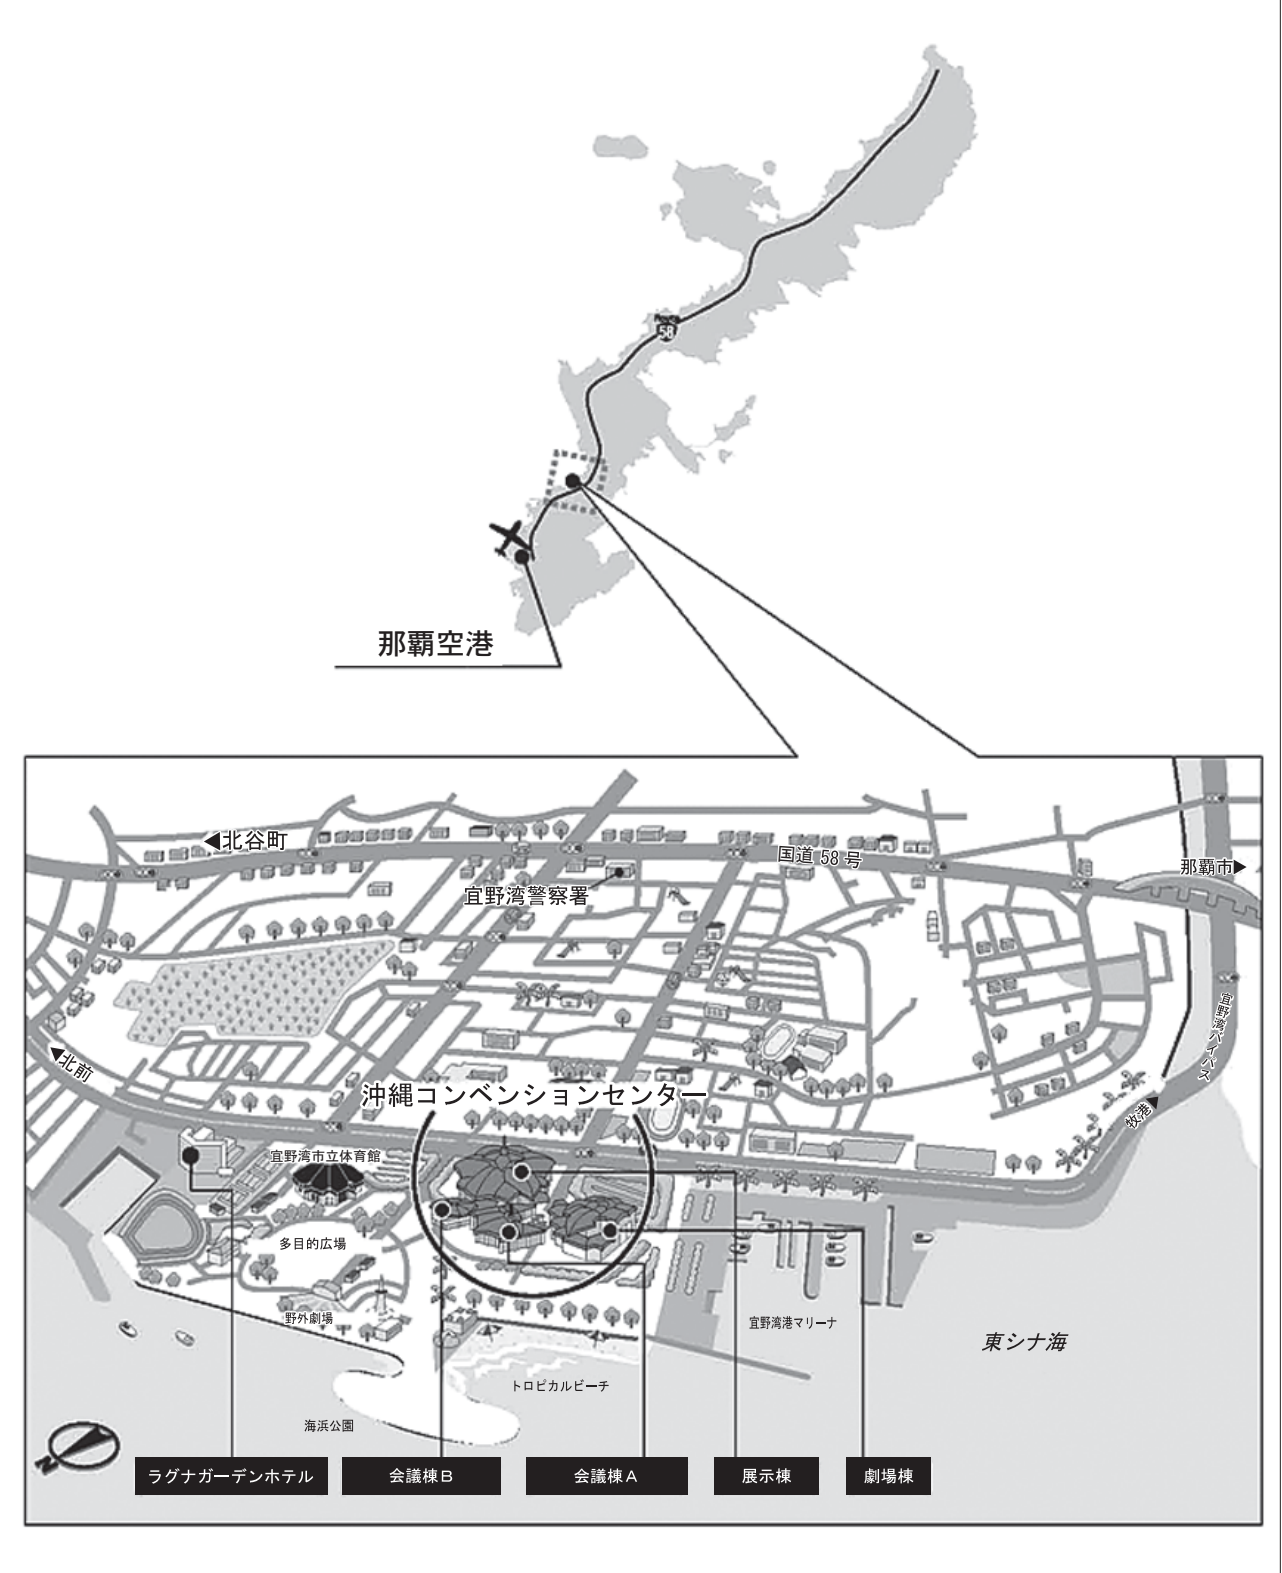 58
那覇空港
◀北谷町
国道 58 号
那覇市▶
宜野湾警察署
宜野湾バイパス
◀北前
沖縄コンベンションセンター
牧港▶
宜野湾市立体育館
多目的広場
野外劇場
宜野湾港マリーナ
東シナ海
トロピカルビーチ
海浜公園
N
ラグナガーデンホテル
会議棟B
会議棟A
展示棟
劇場棟